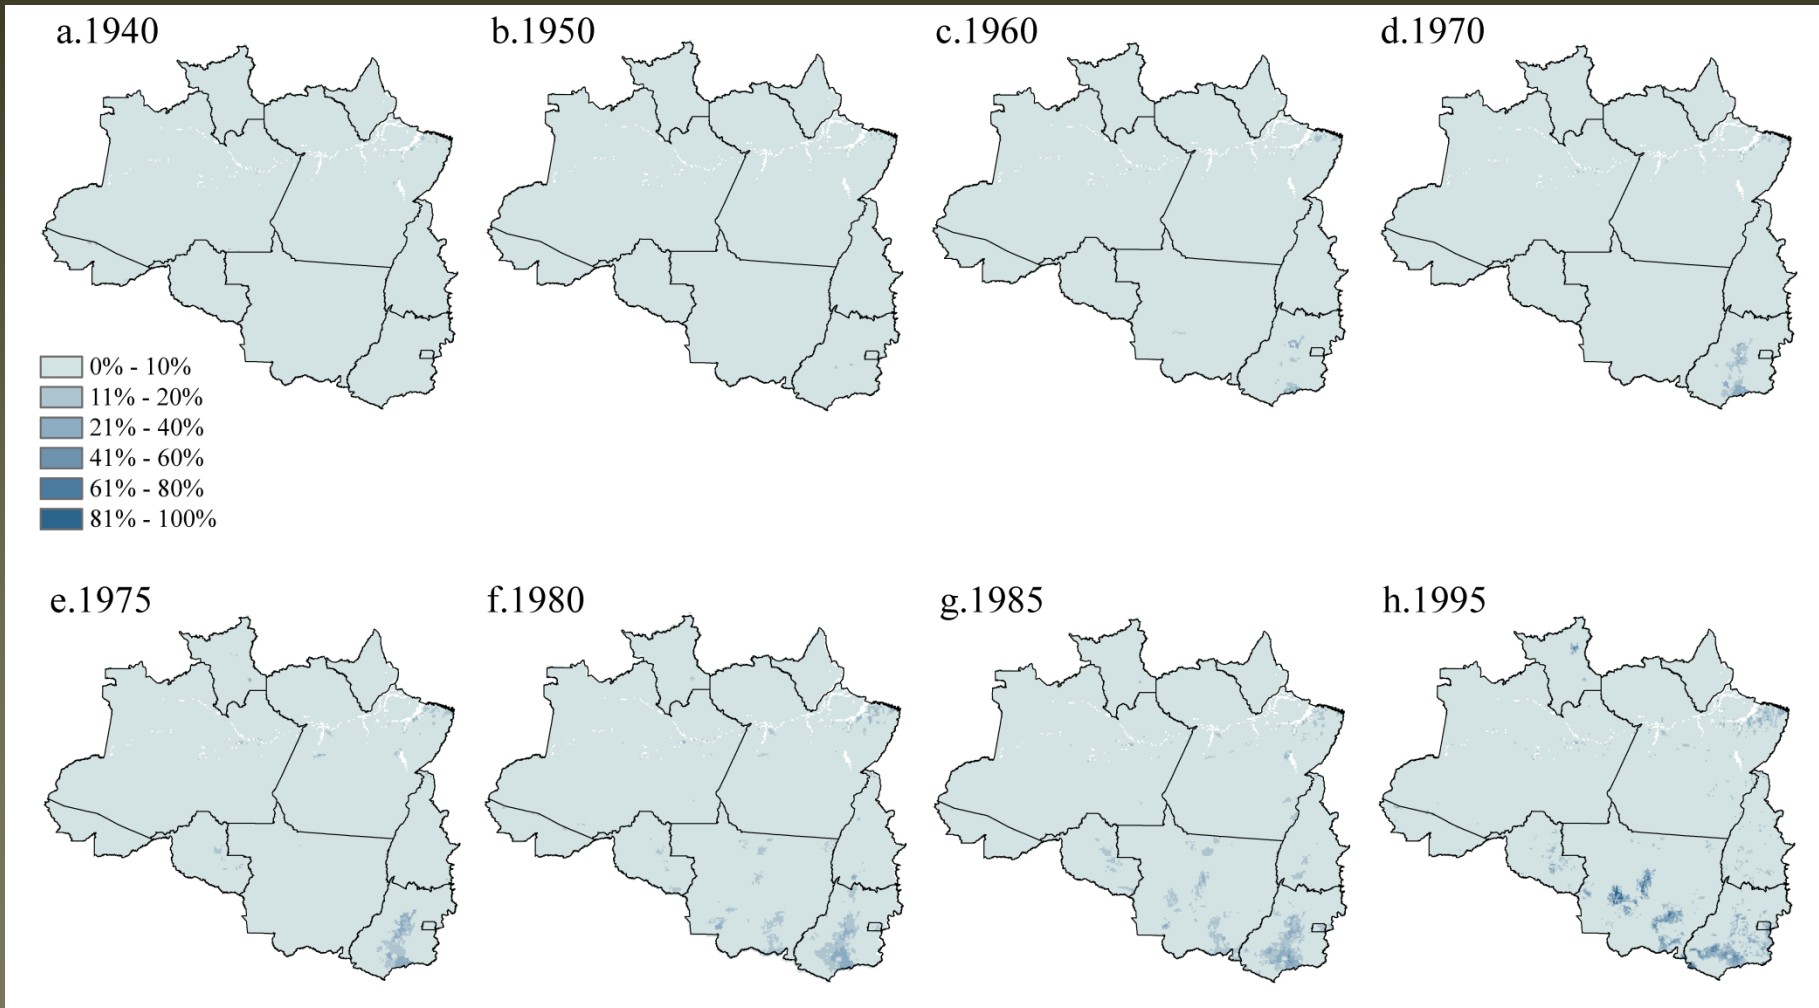 a.1940
b.1950
c.1960
d.1970
0% - 10%
11% - 20%
21% - 40%
41% - 60%
61% - 80%
81% - 100%
e.1975
f.1980
g.1985
h.1995